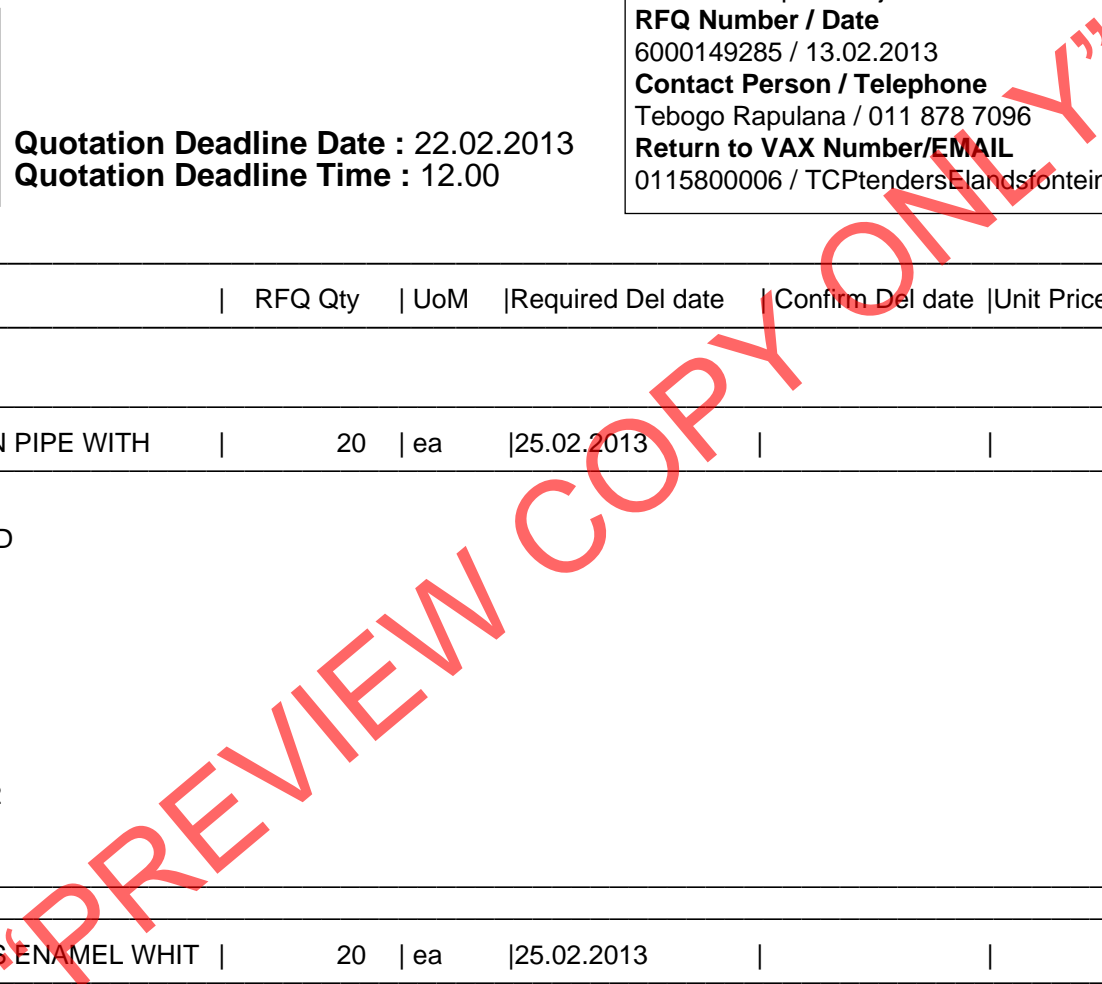 RFQ Number / Date
6000149285 / 13.02.2013
Contact Person / Telephone
Tebogo Rapulana / 011 878 7096
Return to VAX Number/EMAIL
0115800006 / TCPtendersElandsfontein
Quotation Deadline Date : 22.02.2013
Quotation Deadline Time : 12.00
| RFQ Qty | UoM |Required Del date | Confirm Del date |Unit Price
N PIPE WITH | 20 | ea |25.02.2013 | |
D
S ENAMEL WHIT | 20 | ea |25.02.2013 | |
“PREVIEW COPY ONLY”